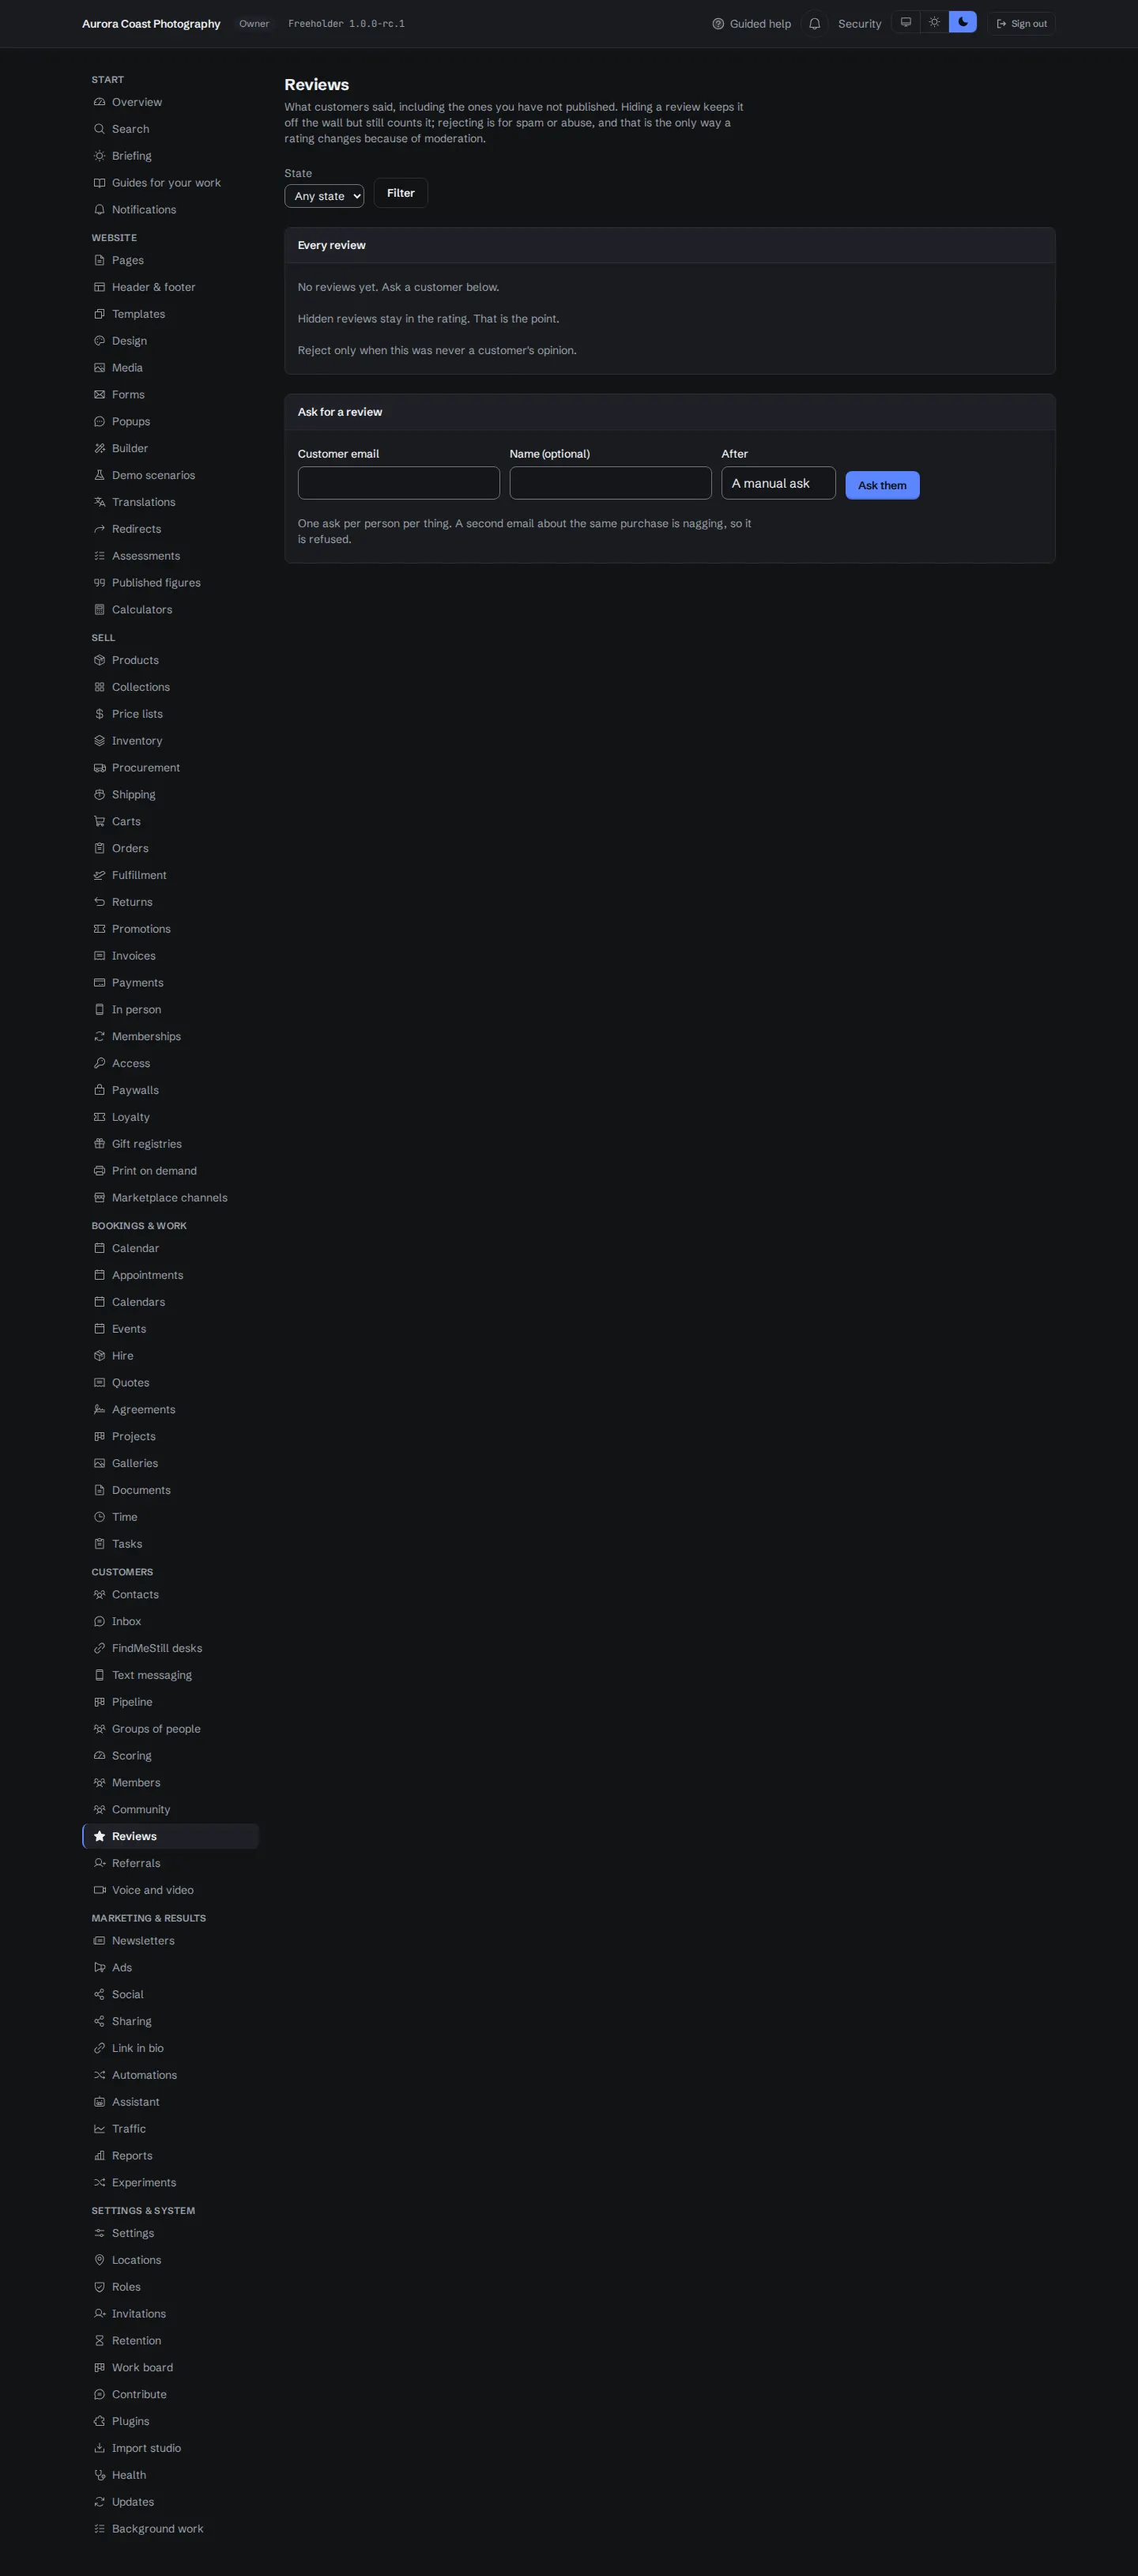 Aurora Coast Photography Owner Freeholder 1.0.0-rc.1 Guided help Security Sign out
START
Overview
Search
Briefing
Guides for your work
Notifications
WEBSITE
Pages
Header & footer
Templates
Design
Media
Forms
Popups
Builder
Demo scenarios
Translations
Redirects
Assessments
Published figures
Calculators
SELL
Products
Collections
Price lists
Inventory
Procurement
Shipping
Carts
Orders
Fulfillment
Returns
Promotions
Invoices
Payments
In person
Memberships
Access
Paywalls
Loyalty
Gift registries
Print on demand
Marketplace channels
BOOKINGS & WORK
Calendar
Appointments
Calendars
Events
Hire
Quotes
Agreements
Projects
Galleries
Documents
Time
Tasks
CUSTOMERS
Contacts
Inbox
FindMeStill desks
Text messaging
Pipeline
Groups of people
Scoring
Members
Community
Reviews
Referrals
Voice and video
MARKETING & RESULTS
Newsletters
Ads
Social
Sharing
Link in bio
Automations
Assistant
Traffic
Reports
Experiments
SETTINGS & SYSTEM
Settings
Locations
Roles
Invitations
Retention
Work board
Contribute
Plugins
Import studio
Health
Updates
Background work
Reviews
What customers said, including the ones you have not published. Hiding a review keeps it
off the wall but still counts it; rejecting is for spam or abuse, and that is the only way a
rating changes because of moderation.
State
Any state Filter
Every review
No reviews yet. Ask a customer below.
Hidden reviews stay in the rating. That is the point.
Reject only when this was never a customer's opinion.
Ask for a review
Customer email Name (optional) After
A manual ask Ask them
One ask per person per thing. A second email about the same purchase is nagging, so it
is refused.